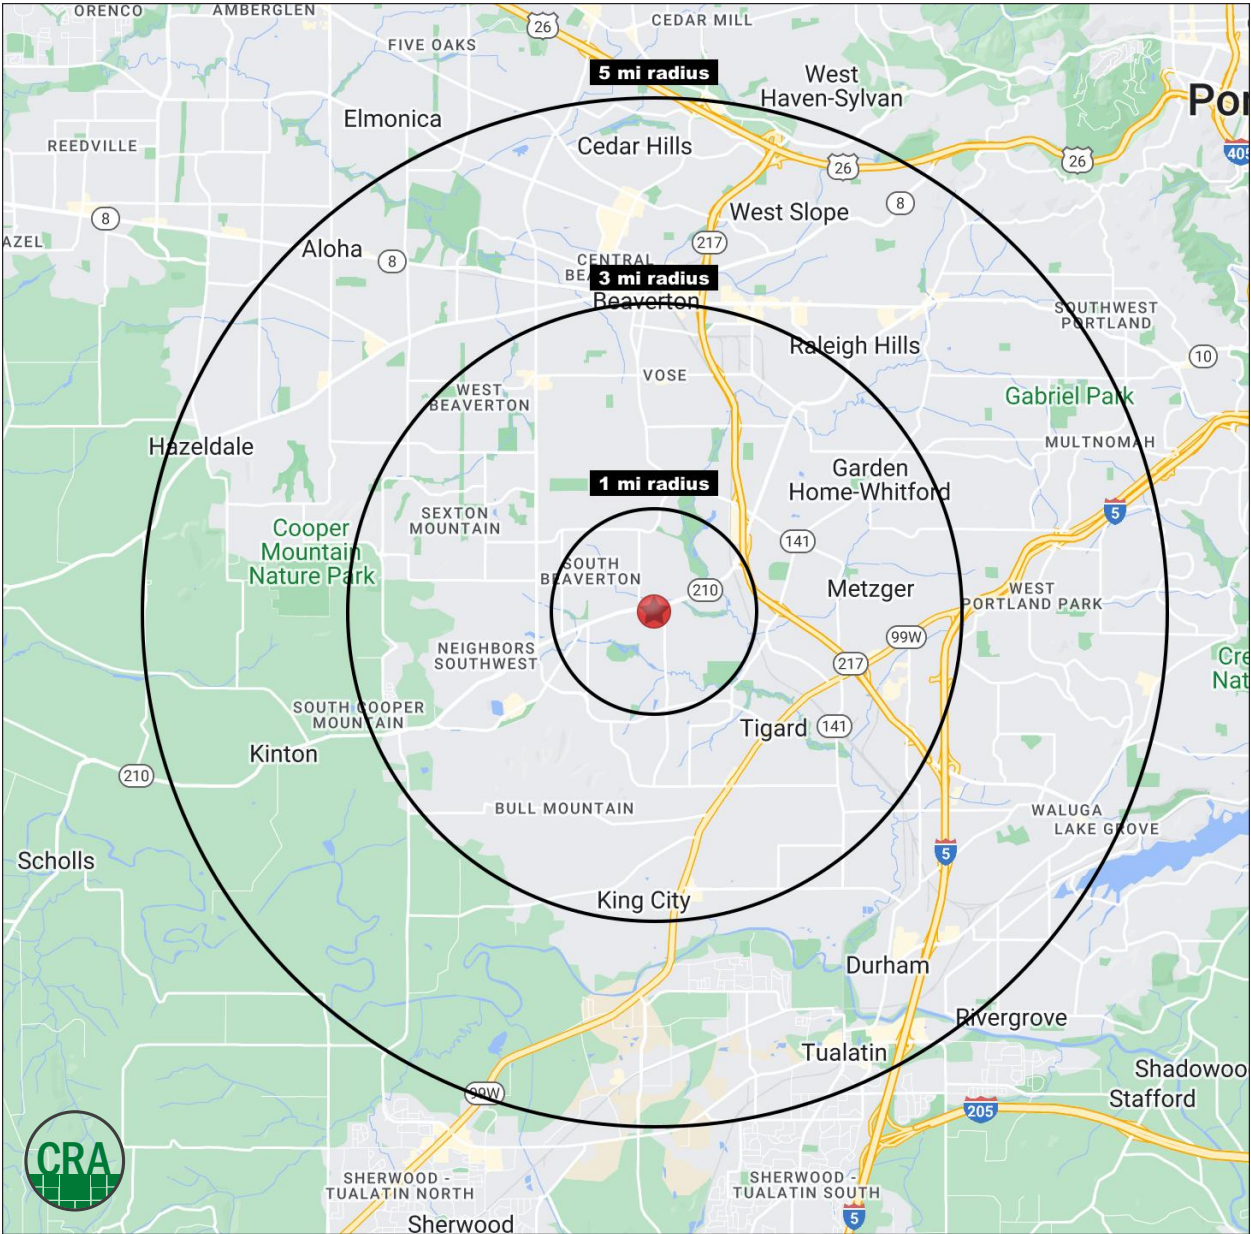 ORENCO
AMBERGLEN
26
CEDAR MILL
FIVE OAKS
5 mi radius
West
Haven-Sylvan
Por
Elmonica
REEDVILLE
Cedar Hills
26
26
405
8
West Slope
8
AZEL
Aloha
8
217
CENTRAL
BEA
3 mi radius
Beaverton
SOUTHWEST
PORTLAND
Raleigh Hills
10
VOSE
WEST
BEAVERTON
Gabriel Park
Hazeldale
MULTNOMAH
Garden
Home-Whitford
1 mi radius
5
SEXTON
MOUNTAIN
Cooper
Mountain
Nature Park
141
SOUTH
BEAVERTON
210
Metzger
WEST
PORTLAND PARK
99W
NEIGHBORS
SOUTHWEST
217
Cre
Nat
SOUTH COOPER
MOUNTAIN
Tigard
141
Kinton
210
BULL MOUNTAIN
WALUGA
LAKE GROVE
5
Scholls
King City
Durham
Rivergrove
Tualatin
Shadowoo
Stafford
99W
205
CRA
SHERWOOD -
TUALATIN NORTH
SHERWOOD -
TUALATIN SOUTH
5
Sherwood